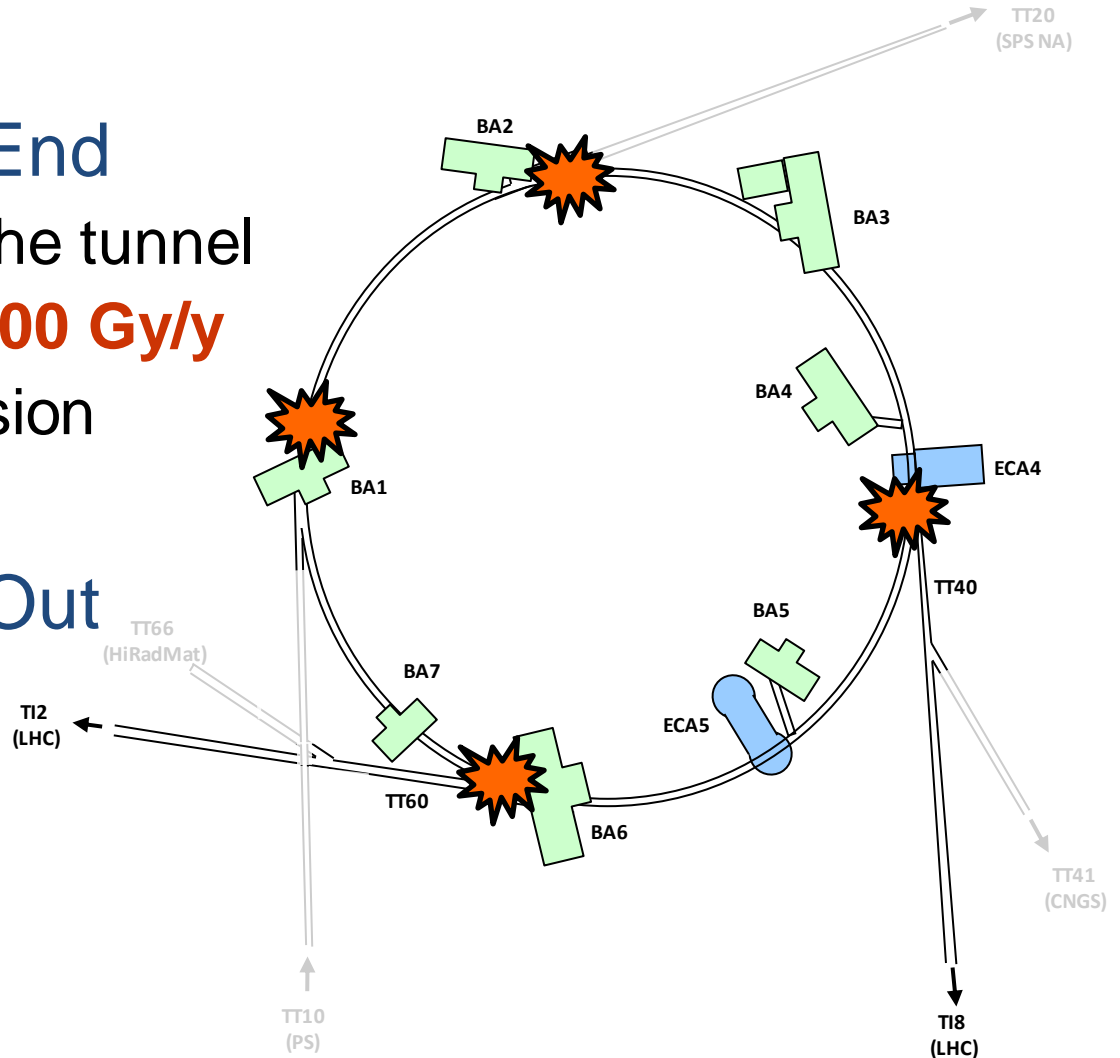 End
he tunnel
00 Gy/y
sion
Out
TT20
(SPS NA)
BA2
BA3
BA4
ECA4
BA1
TT40
BA5
TT66
(HiRadMat)
BA7
TI2
(LHC)
ECA5
TT60
BA6
TT41
(CNGS)
TT10
(PS)
TI8
(LHC)